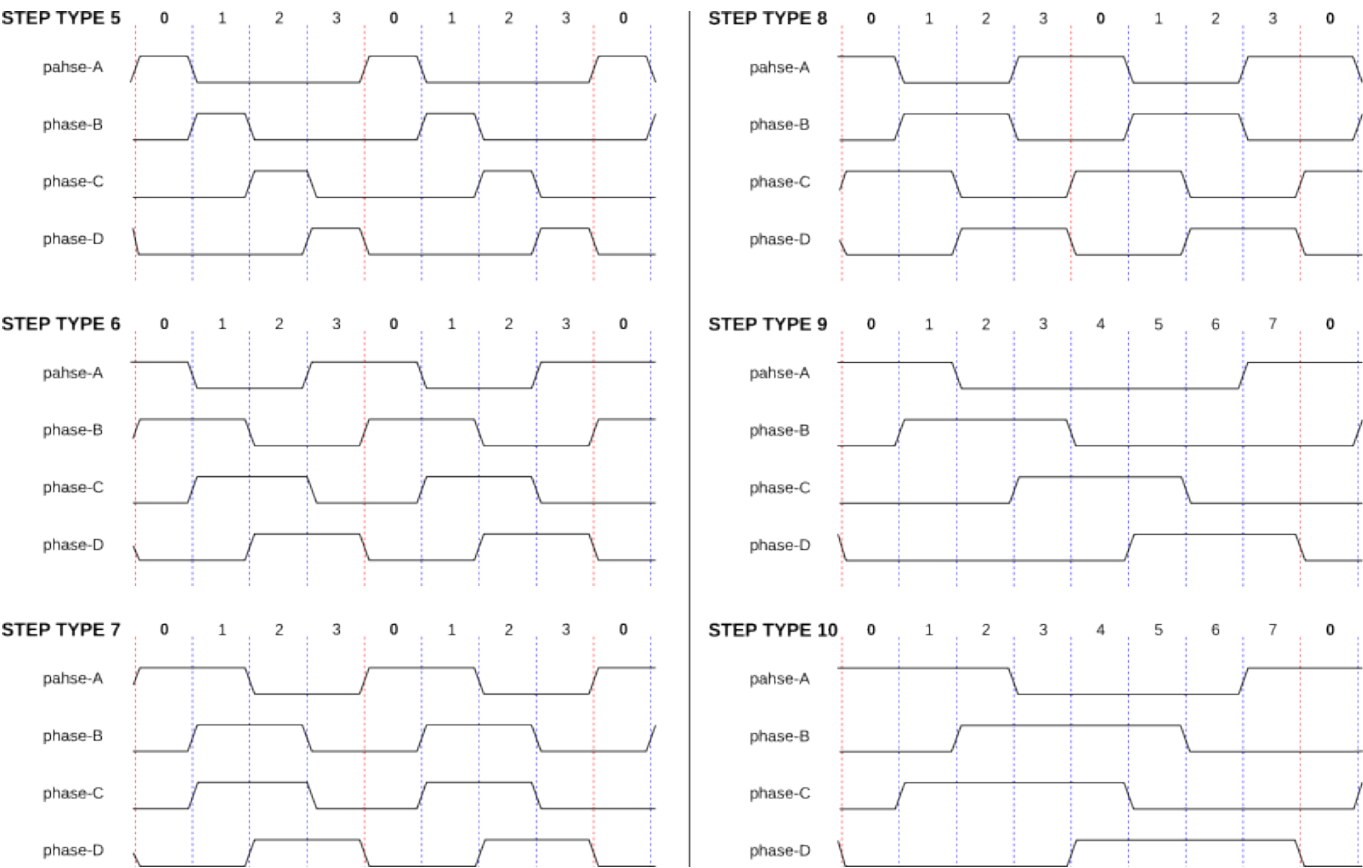 STEP TYPE 5 0 1 2 3 0 1 2 3 0
pahse-A
phase-B
phase-C
phase-D
STEP TYPE 6 0 1 2 3 0 1 2 3 0
pahse-A
phase-B
phase-C
phase-D
STEP TYPE 7 0 1 2 3 0 1 2 3 0
pahse-A
phase-B
phase-C
phase-D
STEP TYPE 8 0 1 2 3 0 1 2 3 0
pahse-A
phase-B
phase-C
phase-D
STEP TYPE 9 0 1 2 3 4 5 6 7 0
pahse-A
phase-B
phase-C
phase-D
STEP TYPE 10 0 1 2 3 4 5 6 7 0
pahse-A
phase-B
phase-C
phase-D